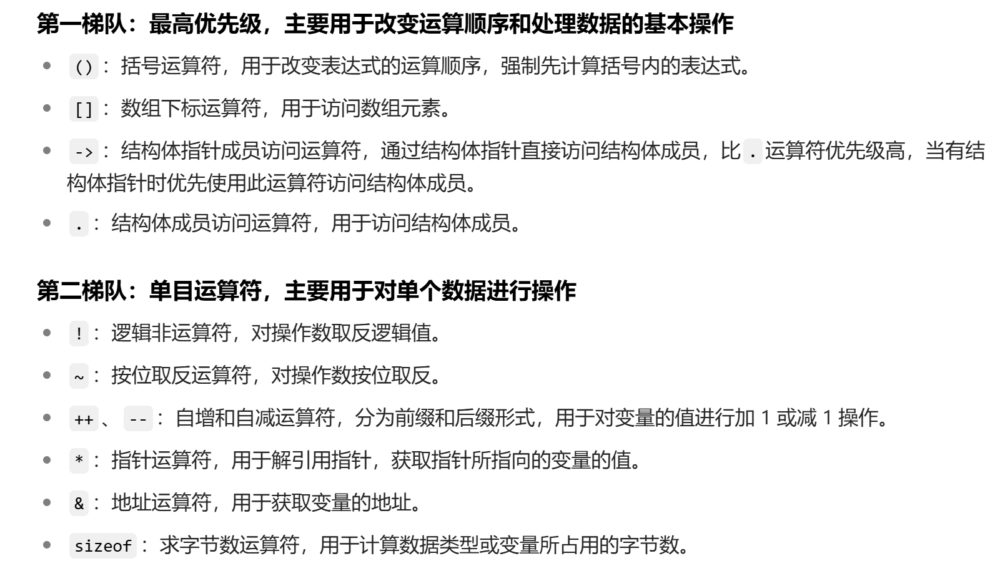 第一梯队：最高优先级，主要用于改变运算顺序和处理数据的基本操作
() ：括号运算符，用于改变表达式的运算顺序，强制先计算括号内的表达式。
[] ：数组下标运算符，用于访问数组元素。
-> ：结构体指针成员访问运算符，通过结构体指针直接访问结构体成员，比 . 运算符优先级高，当有结
构体指针时优先使用此运算符访问结构体成员。
. ：结构体成员访问运算符，用于访问结构体成员。
第二梯队：单目运算符，主要用于对单个数据进行操作
! ：逻辑非运算符，对操作数取反逻辑值。
~ ：按位取反运算符，对操作数按位取反。
++ 、 -- ：自增和自减运算符，分为前缀和后缀形式，用于对变量的值进行加 1 或减 1 操作。
* ：指针运算符，用于解引用指针，获取指针所指向的变量的值。
& ：地址运算符，用于获取变量的地址。
sizeof ：求字节数运算符，用于计算数据类型或变量所占用的字节数。